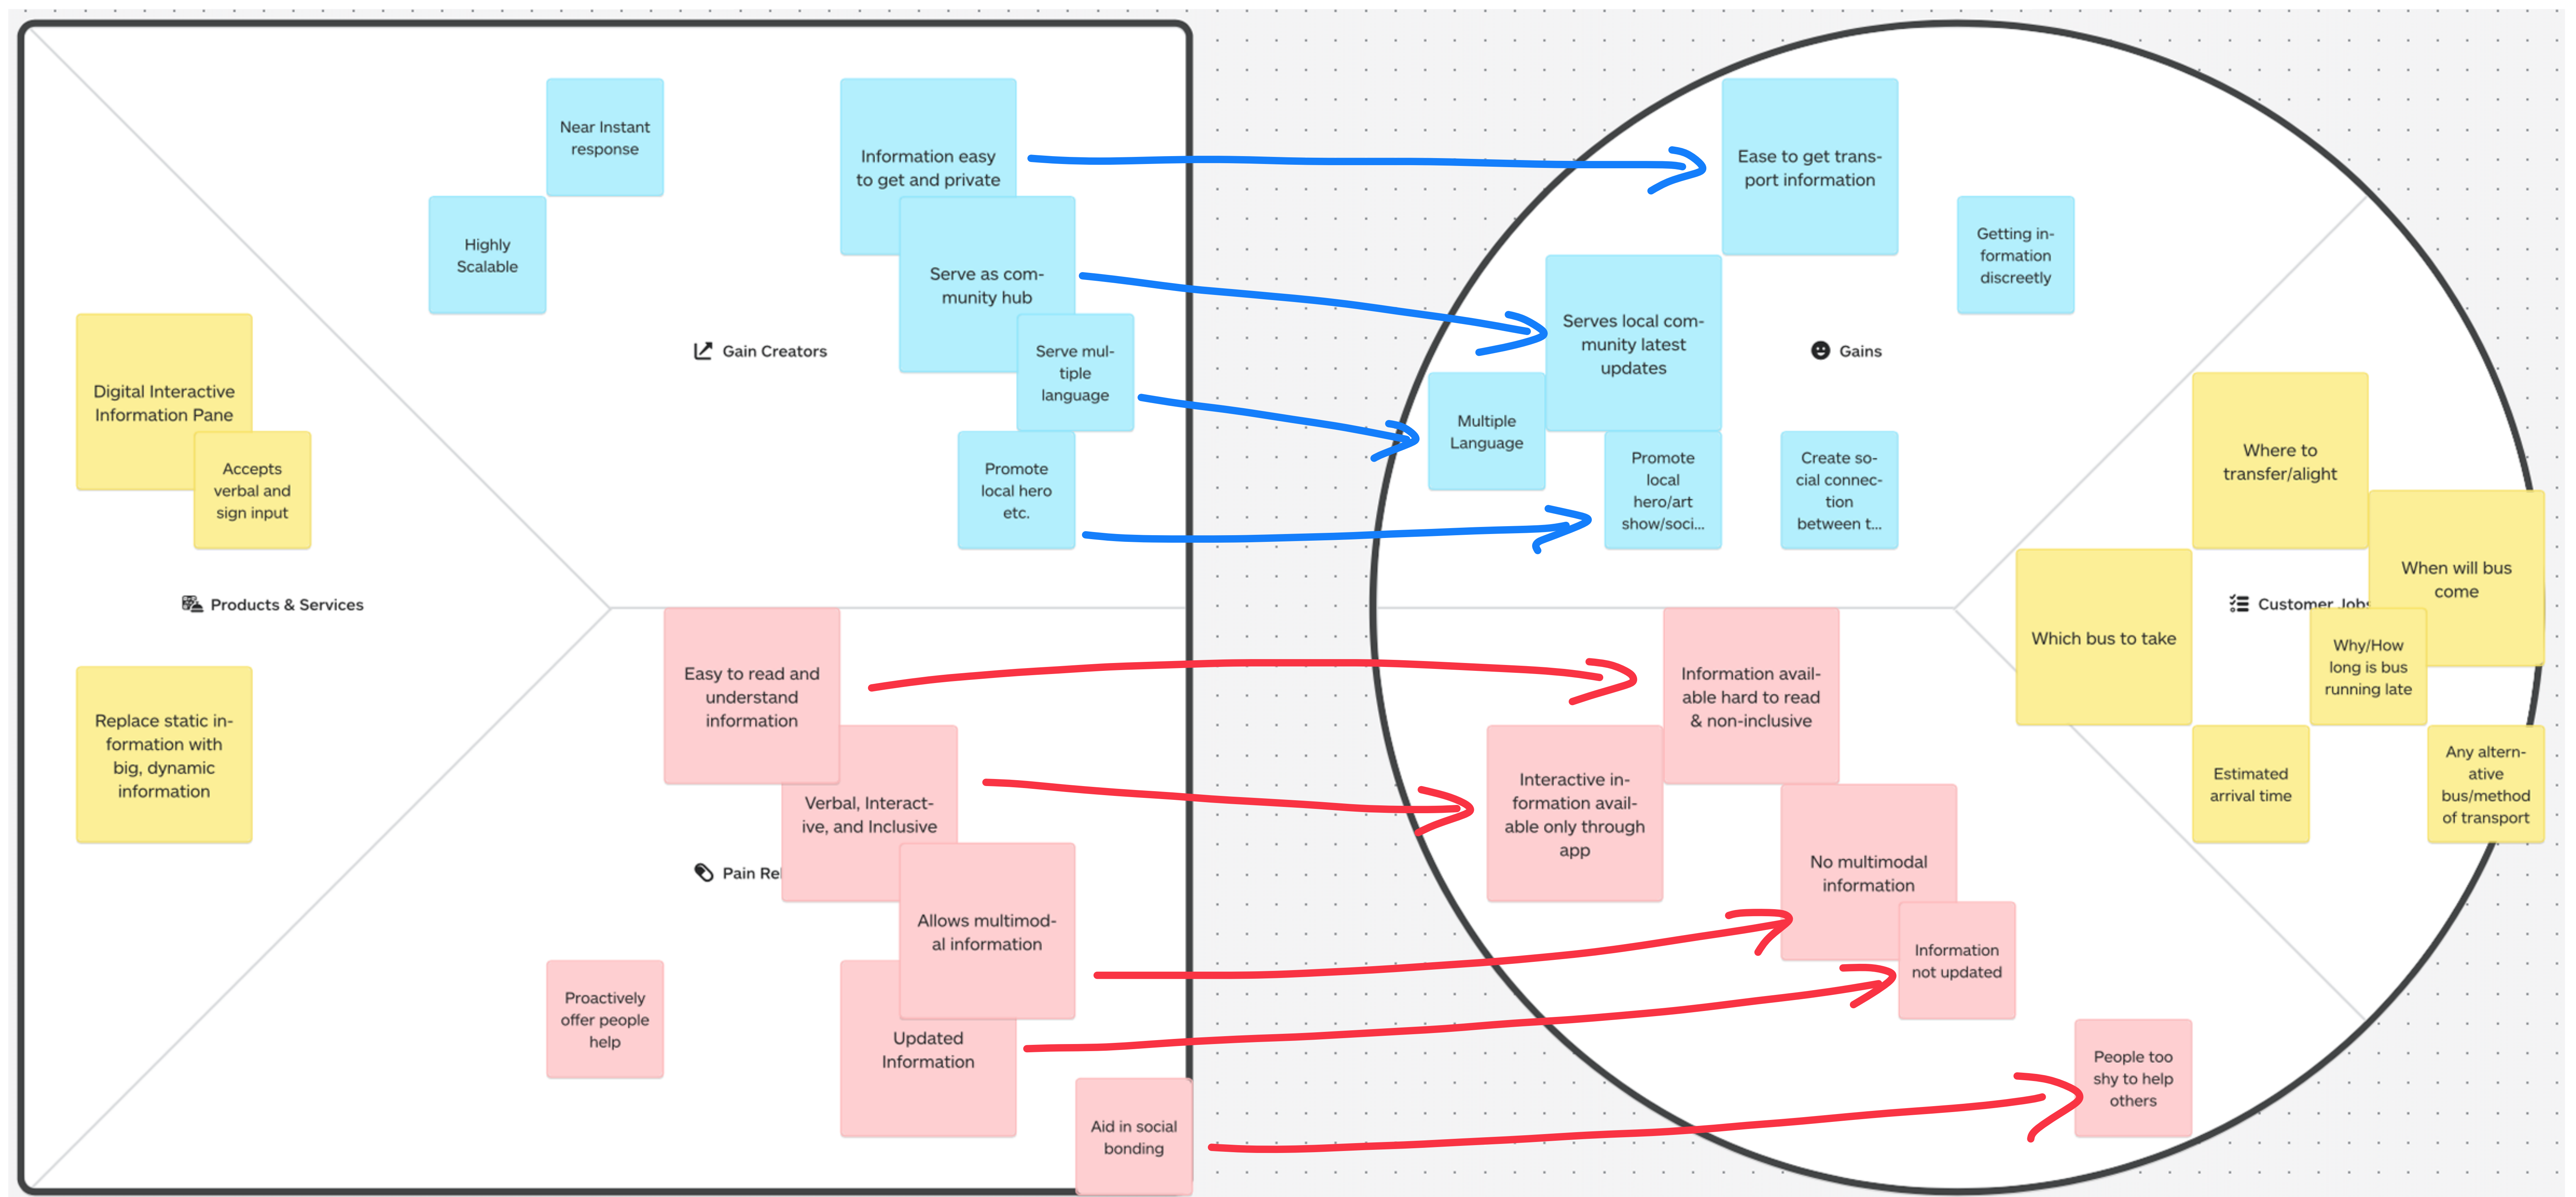 Near Instant
response
Highly
Scalable
Information easy
to get and private
Serve as com-
munity hub
Serve mul-
tiple
language
Promote
local hero
etc.
Gain Creators
Digital Interactive
Information Pane
Accepts
verbal and
sign input
Products & Services
Replace static in-
formation with
big, dynamic
information
Easy to read and
understand
information
Verbal, Interact-
ive, and Inclusive
Pain Rel
Allows multimod-
al information
Updated
Information
Proactively
offer people
help
Aid in social
bonding
Ease to get trans-
port information
Getting in-
formation
discreetly
Serves local com-
munity latest
updates
Gains
Multiple
Language
Promote
local
hero/art
show/soci...
Create so-
cial connec-
tion
between t...
Where to
transfer/alight
When will bus
come
Customer Jobs
Which bus to take
Why/How
long is bus
running late
Estimated
arrival time
Any altern-
ative
bus/method
of transport
Information avail-
able hard to read
& non-inclusive
Interactive in-
formation avail-
able only through
app
No multimodal
information
Information
not updated
People too
shy to help
others